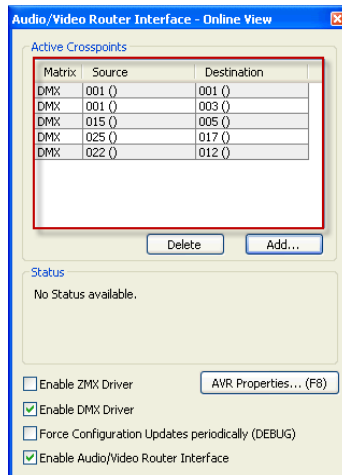 Audio/Video Router Interface - Online View
Active Crosspoints
Matrix Source Destination
DMX 001 () 001 ()
DMX 001 () 003 ()
DMX 015 () 005 ()
DMX 025 () 017 ()
DMX 022 () 012 ()
Delete Add...
Status
No Status available.
Enable ZMX Driver AVR Properties... (F8)
Enable DMX Driver
Force Configuration Updates periodically (DEBUG)
Enable Audio/Video Router Interface